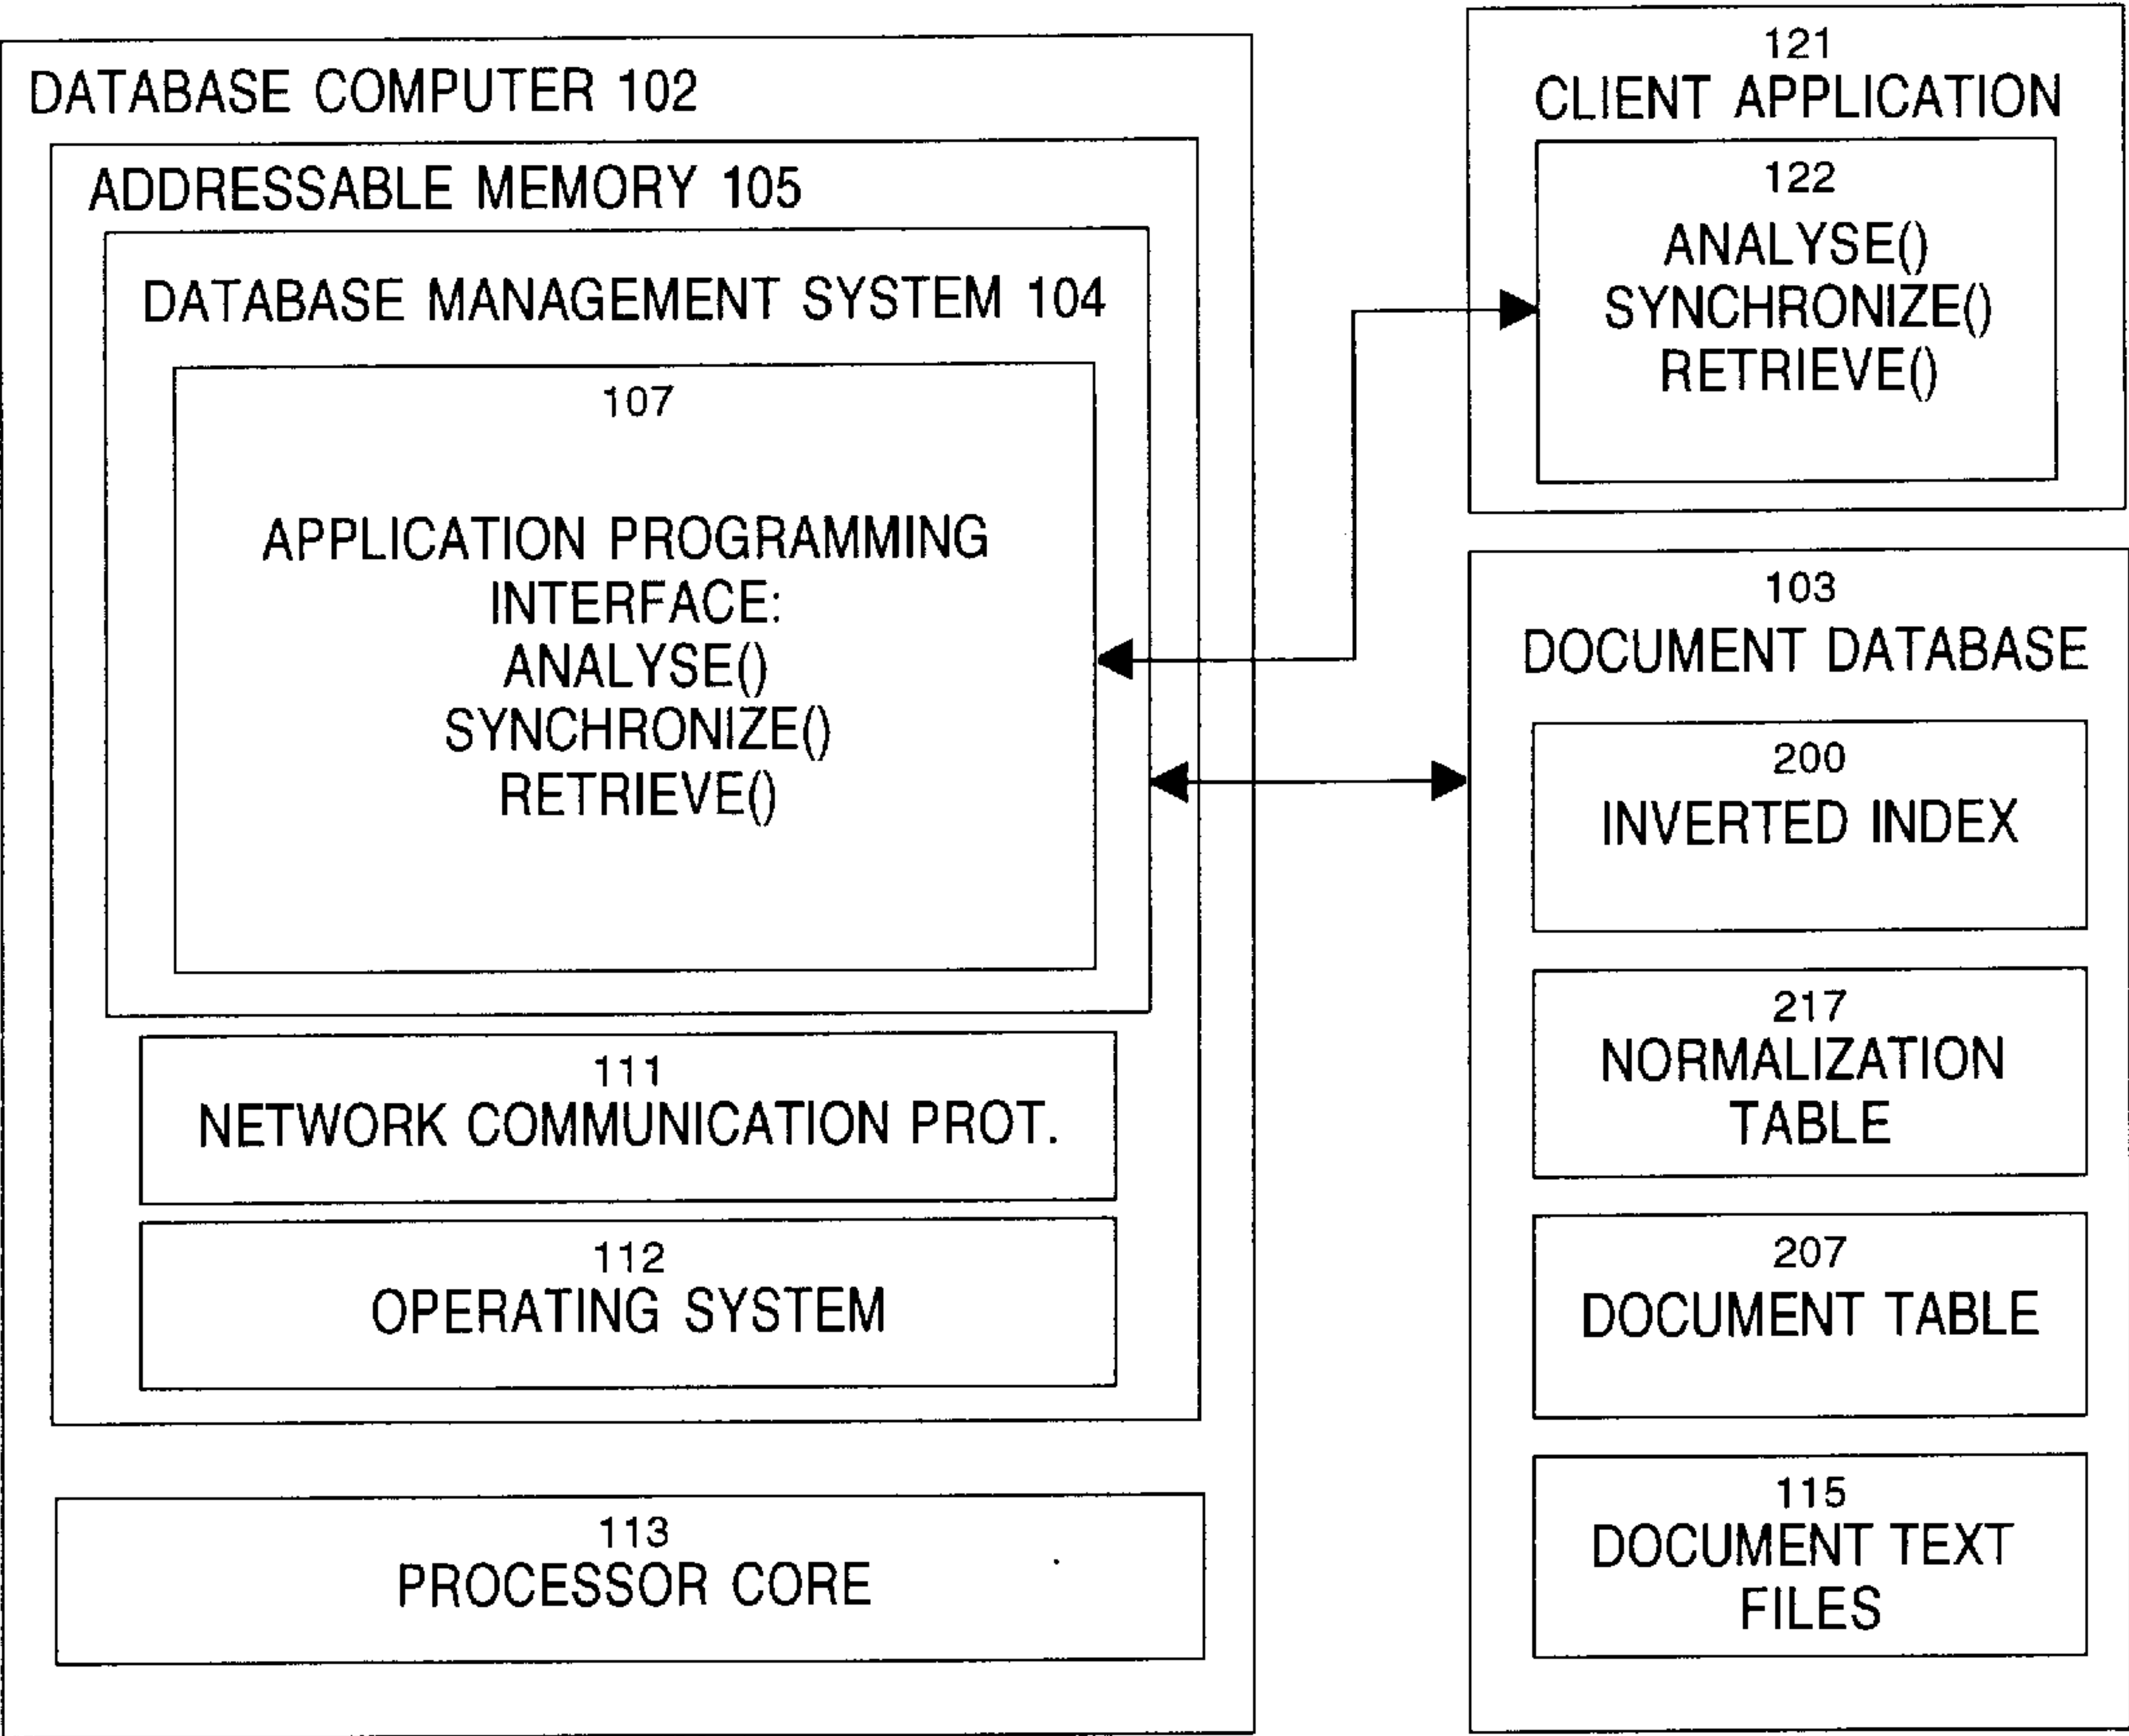 DATABASE COMPUTER 102
ADDRESSABLE MEMORY 105
DATABASE MANAGEMENT SYSTEM 104
107
APPLICATION PROGRAMMING
INTERFACE:
ANALYSE()
SYNCHRONIZE()
RETRIEVE()
111
NETWORK COMMUNICATION PROT.
112
OPERATING SYSTEM
113
PROCESSOR CORE
121
CLIENT APPLICATION
122
ANALYSE()
SYNCHRONIZE()
RETRIEVE()
103
DOCUMENT DATABASE
200
INVERTED INDEX
217
NORMALIZATION
TABLE
207
DOCUMENT TABLE
115
DOCUMENT TEXT
FILES